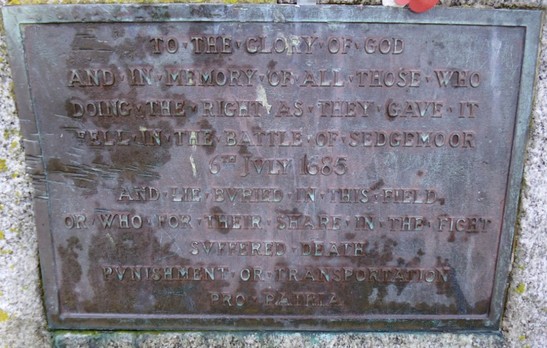 TO·THE·GLORY·OF·GOD
AND·IN·MEMORY·OF·ALL·THOSE·WHO
DOING·THE·RIGHT·AS·THEY·GAVE·IT
FELL·IN·THE·BATTLE·OF·SEDGEMOOR
6TH JVLY 1685
AND·LIE·BVRIED·IN·THIS·FIELD,
OR·WHO·FOR·THEIR·SHARE·IN·THE·FIGHT
SVFFERED·DEATH
PVNISHMENT·OR·TRANSPORTATION
PRO·PATRIA